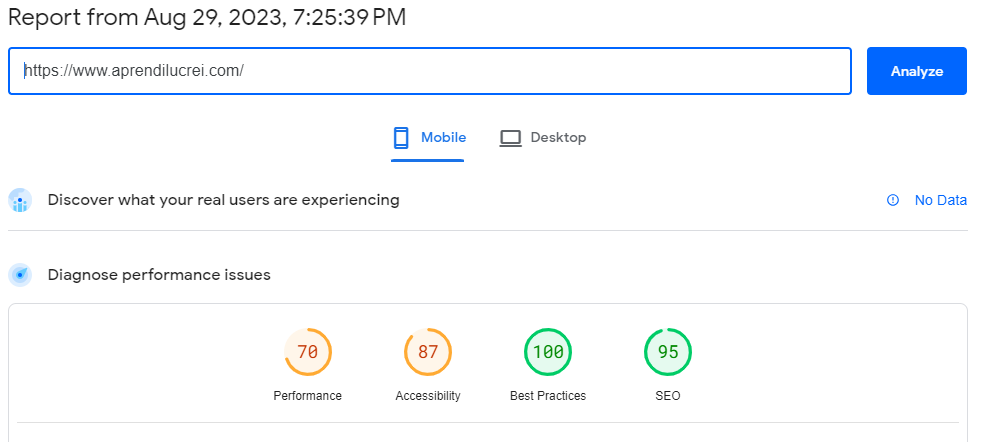 Report from Aug 29, 2023, 7:25:39 PM
https://www.aprendilucrei.com/
Analyze
Mobile
Desktop
Discover what your real users are experiencing
No Data
Diagnose performance issues
70
87
100
95
Performance
Accessibility
Best Practices
SEO